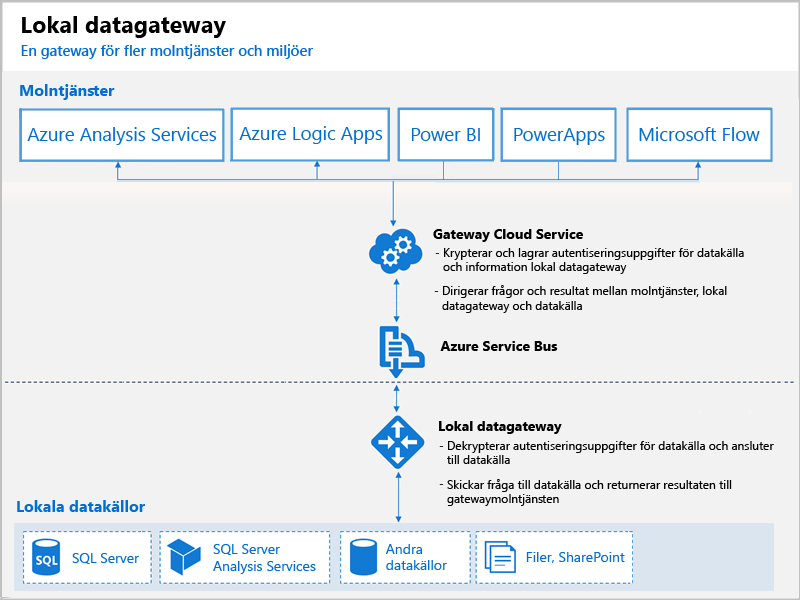 Lokal datagateway
En gateway för fler molntjänster och miljöer
Molntjänster
Azure Analysis Services
Azure Logic Apps
Power BI
PowerApps
Microsoft Flow
Gateway Cloud Service
- Krypterar och lagrar autentiseringsuppgifter för datakälla
och information lokal datagateway
- Dirigerar frågor och resultat mellan molntjänster, lokal
datagateway och datakälla
Azure Service Bus
Lokal datagateway
- Dekrypterar autentiseringsuppgifter för datakälla och ansluter
till datakälla
- Skickar fråga till datakälla och returnerar resultaten till
gatewaymolntjänsten
Lokala datakällor
SQL
SQL Server
SQL Server
Analysis Services
Andra
datakällor
Filer, SharePoint